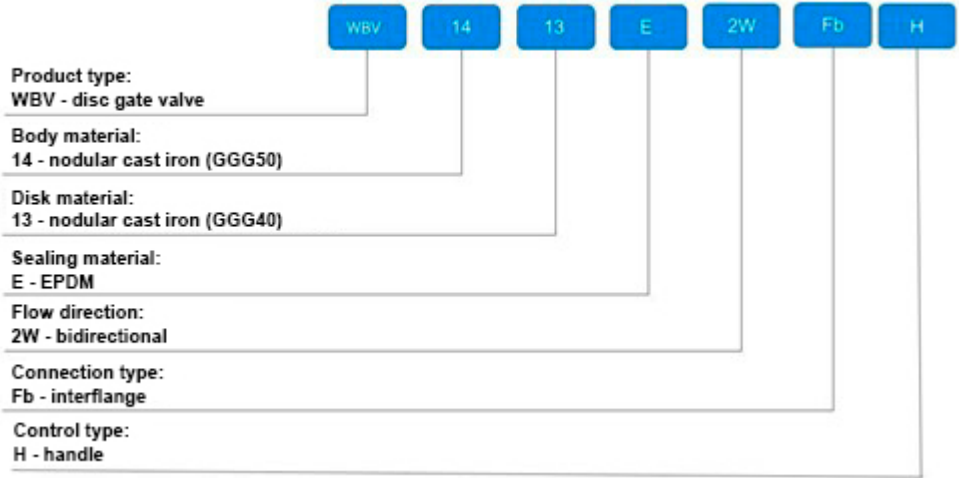 WBV 14 13 E 2W Fb H
Product type:
WBV - disc gate valve
Body material:
14 - nodular cast iron (GGG50)
Disk material:
13 - nodular cast iron (GGG40)
Sealing material:
E - EPDM
Flow direction:
2W - bidirectional
Connection type:
Fb - interflange
Control type:
H - handle